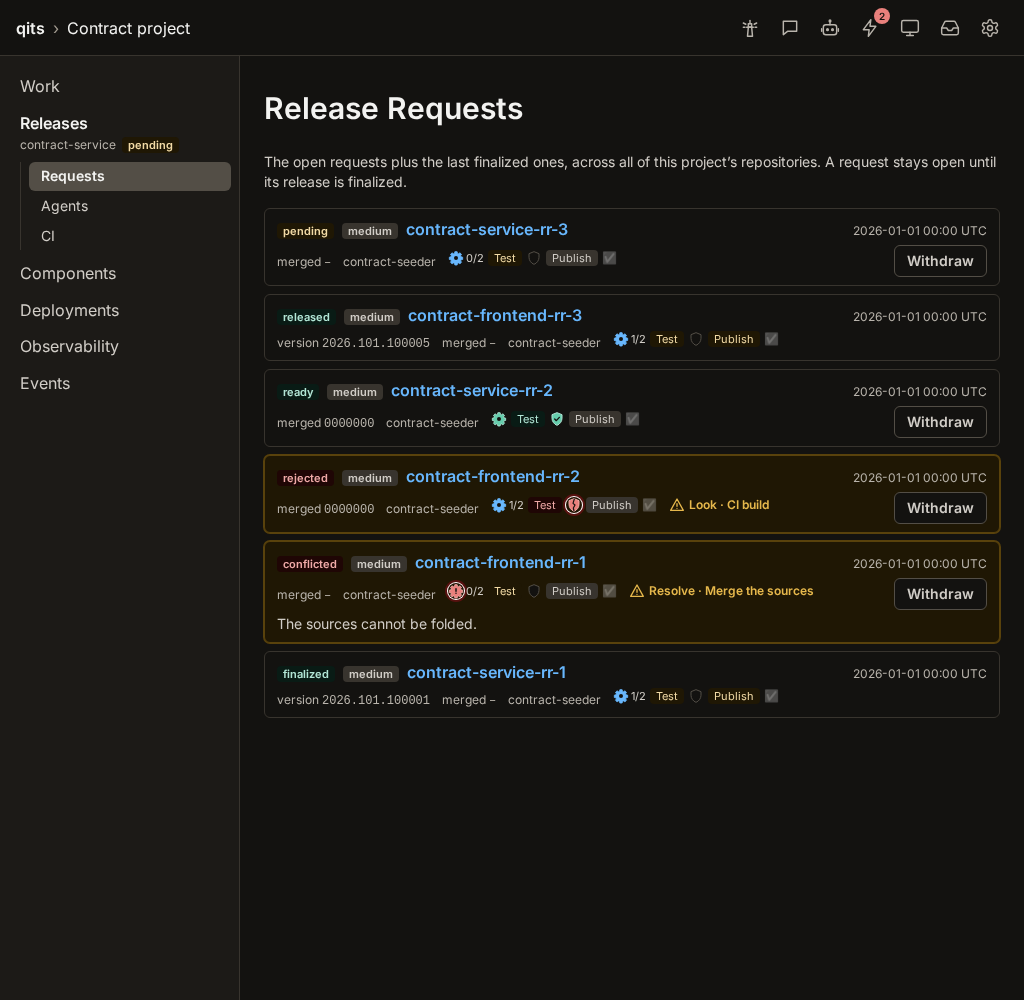 qits › Contract project
2
Work
Releases
contract-service pending
Requests
Agents
CI
Components
Deployments
Observability
Events
Release Requests
The open requests plus the last finalized ones, across all of this project’s repositories. A request stays open until
its release is finalized.
pending medium contract-service-rr-3 2026-01-01 00:00 UTC
merged – contract-seeder 0/2 Test Publish Withdraw
released medium contract-frontend-rr-3 2026-01-01 00:00 UTC
version 2026.101.100005 merged – contract-seeder 1/2 Test Publish
ready medium contract-service-rr-2 2026-01-01 00:00 UTC
merged 0000000 contract-seeder Test Publish Withdraw
rejected medium contract-frontend-rr-2 2026-01-01 00:00 UTC
merged 0000000 contract-seeder 1/2 Test Publish Look · CI build Withdraw
conflicted medium contract-frontend-rr-1 2026-01-01 00:00 UTC
merged – contract-seeder 0/2 Test Publish Resolve · Merge the sources Withdraw
The sources cannot be folded.
finalized medium contract-service-rr-1 2026-01-01 00:00 UTC
version 2026.101.100001 merged – contract-seeder 1/2 Test Publish